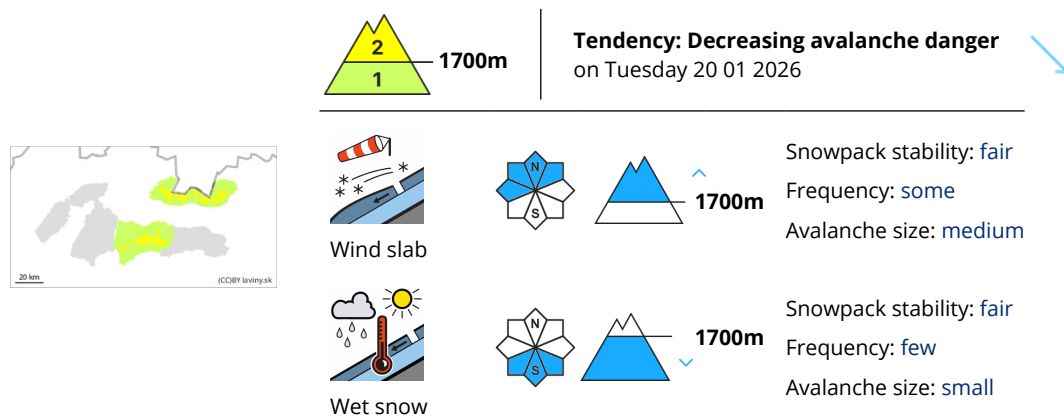 2
1
1700m
Tendency: Decreasing avalanche danger
on Tuesday 20 01 2026
20 km
(CC)BY laviny.sk
Wind slab
N
S
1700m
Snowpack stability: fair
Frequency: some
Avalanche size: medium
Wet snow
N
S
1700m
Snowpack stability: fair
Frequency: few
Avalanche size: small